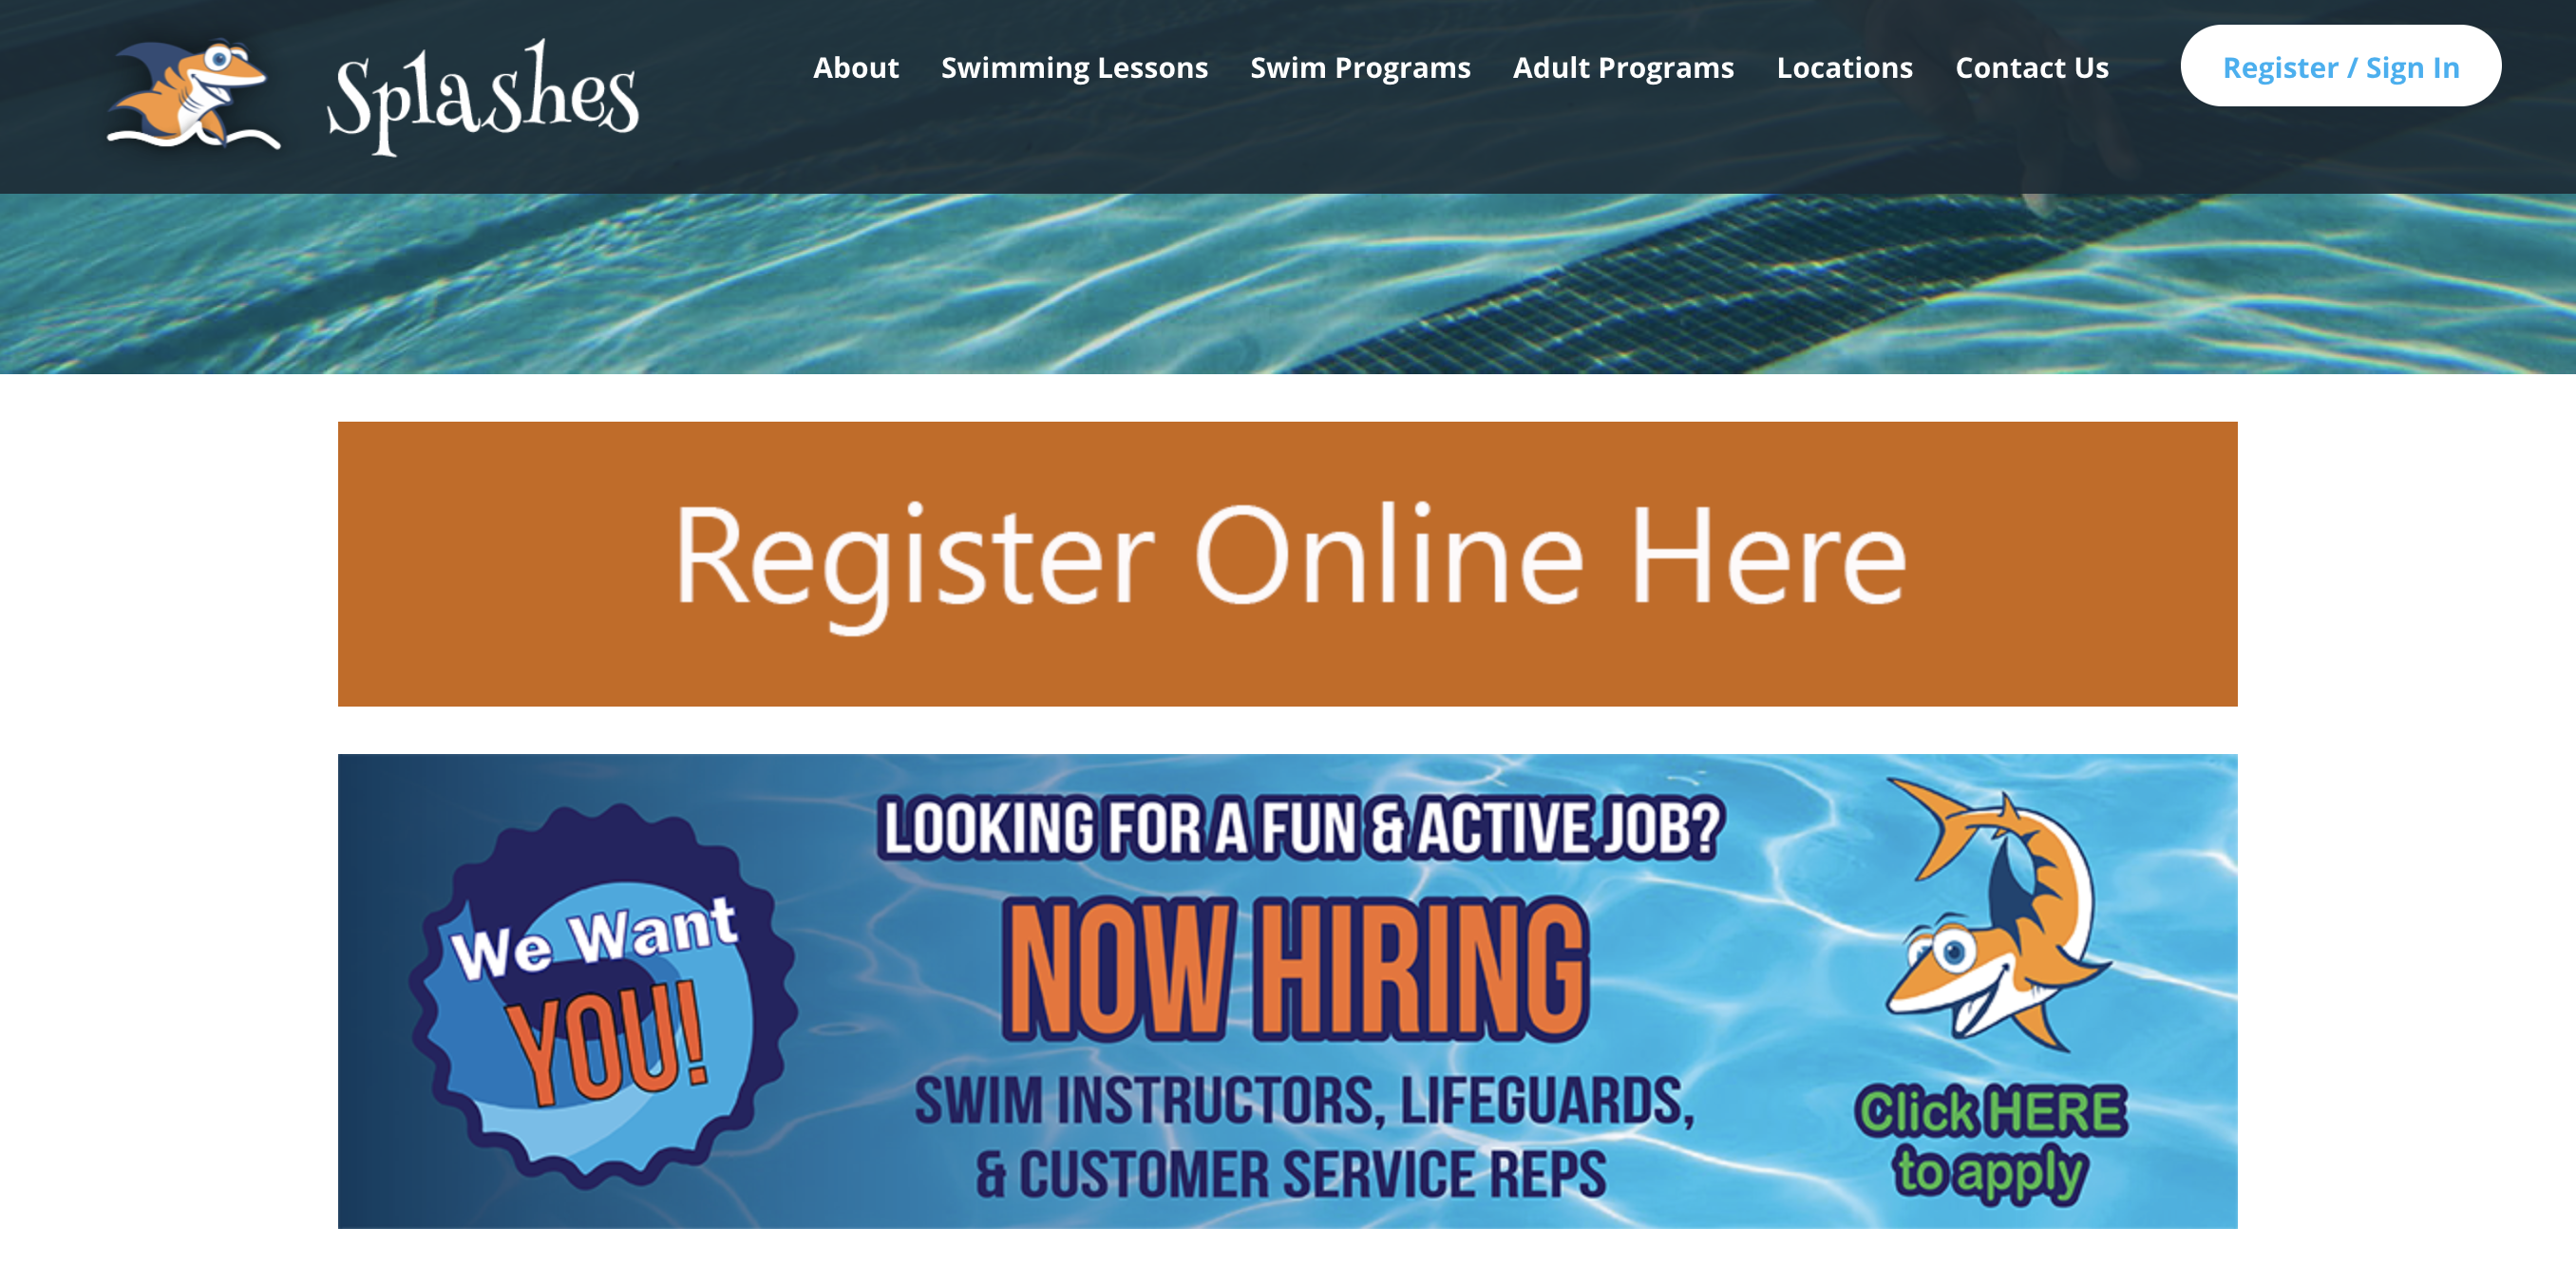 Splashes
About Swimming Lessons Swim Programs Adult Programs Locations Contact Us Register / Sign In
Register Online Here
We Want
YOU!
LOOKING FOR A FUN & ACTIVE JOB?
NOW HIRING
SWIM INSTRUCTORS, LIFEGUARDS,
& CUSTOMER SERVICE REPS
Click HERE
to apply